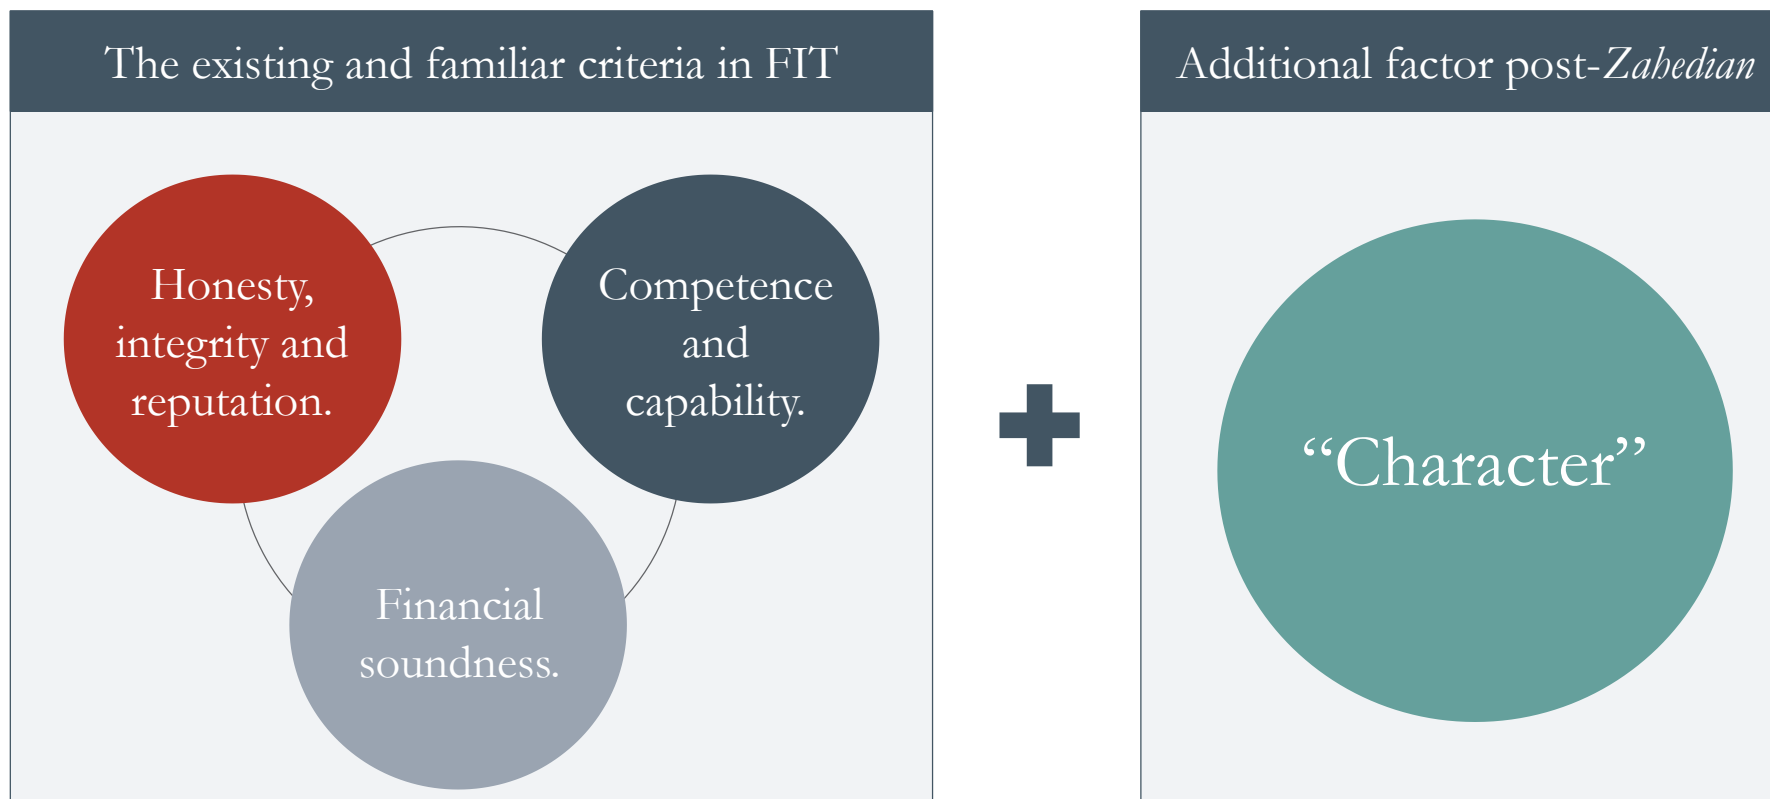 The existing and familiar criteria in FIT
Honesty,
integrity and
reputation.
Competence
and
capability.
Financial
soundness.
Additional factor post-Zahedian
“Character”